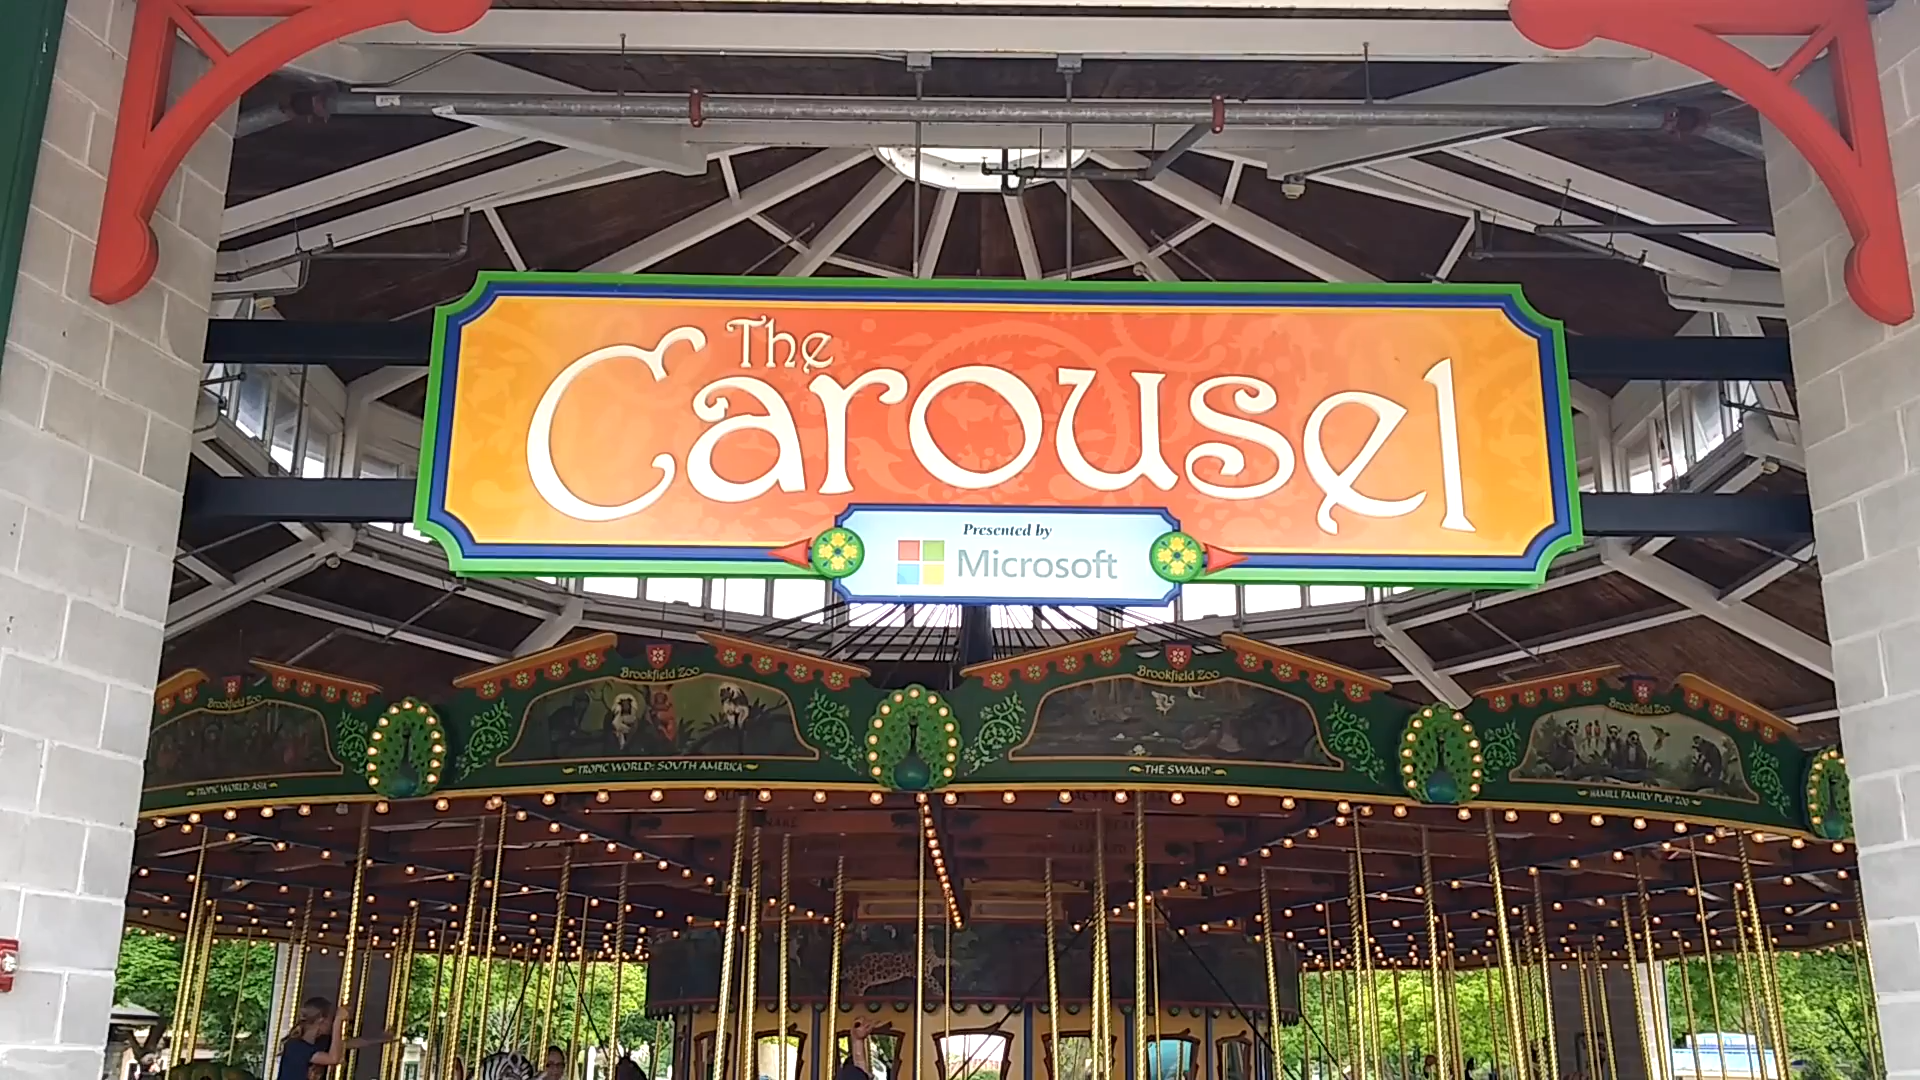 The
Carousel
Presented by
Microsoft
Brookfield Zoo
TROPIC WORLD: ASIA
Brookfield Zoo
TROPIC WORLD: SOUTH AMERICA
Brookfield Zoo
THE SWAMP
Brookfield Zoo
HAMILL FAMILY PLAY ZOO